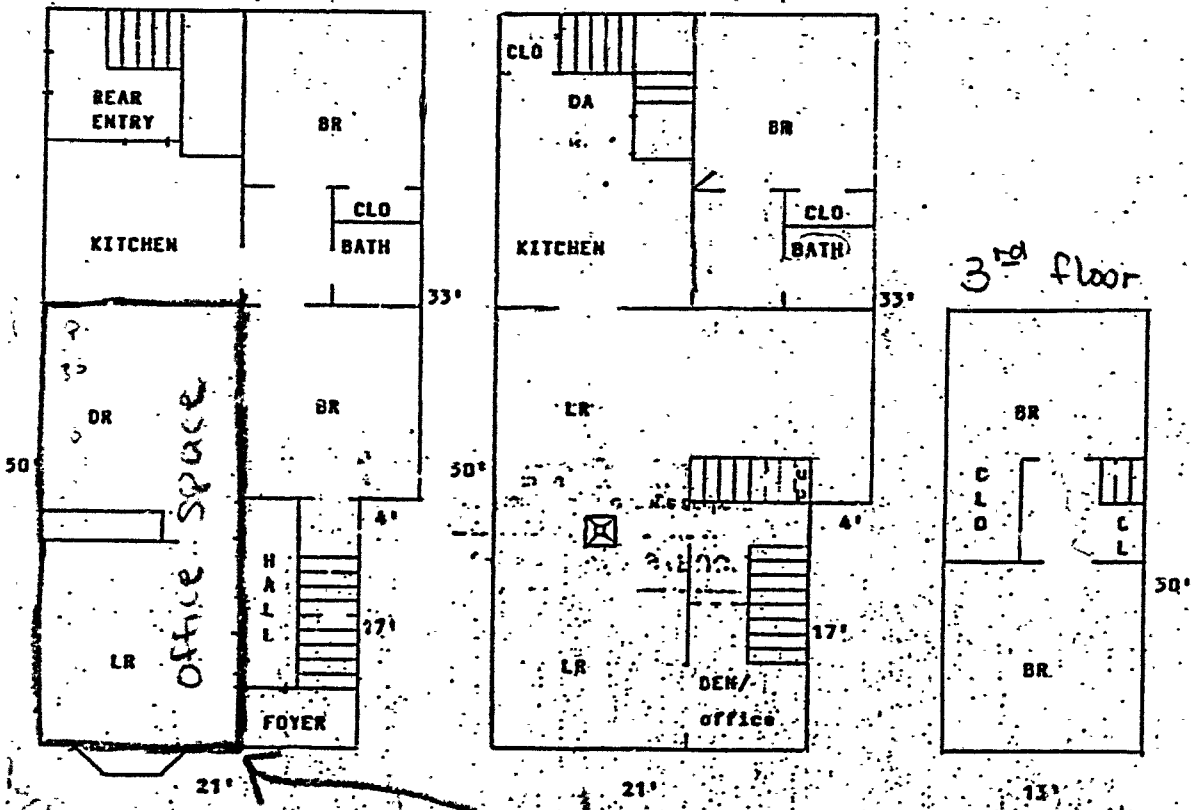 REAR
ENTRY
BR
CLO
BATH
KITCHEN
33'
DR
BR
50'
Office Space
4'
HALL
17'
LR
FOYER
21'
CLO
DA
BR
CLO
BATH
KITCHEN
33'
LR
50'
4'
17'
LR
DEN/
office
21'
3rd floor
BR
CLO
CL
50'
BR
13'